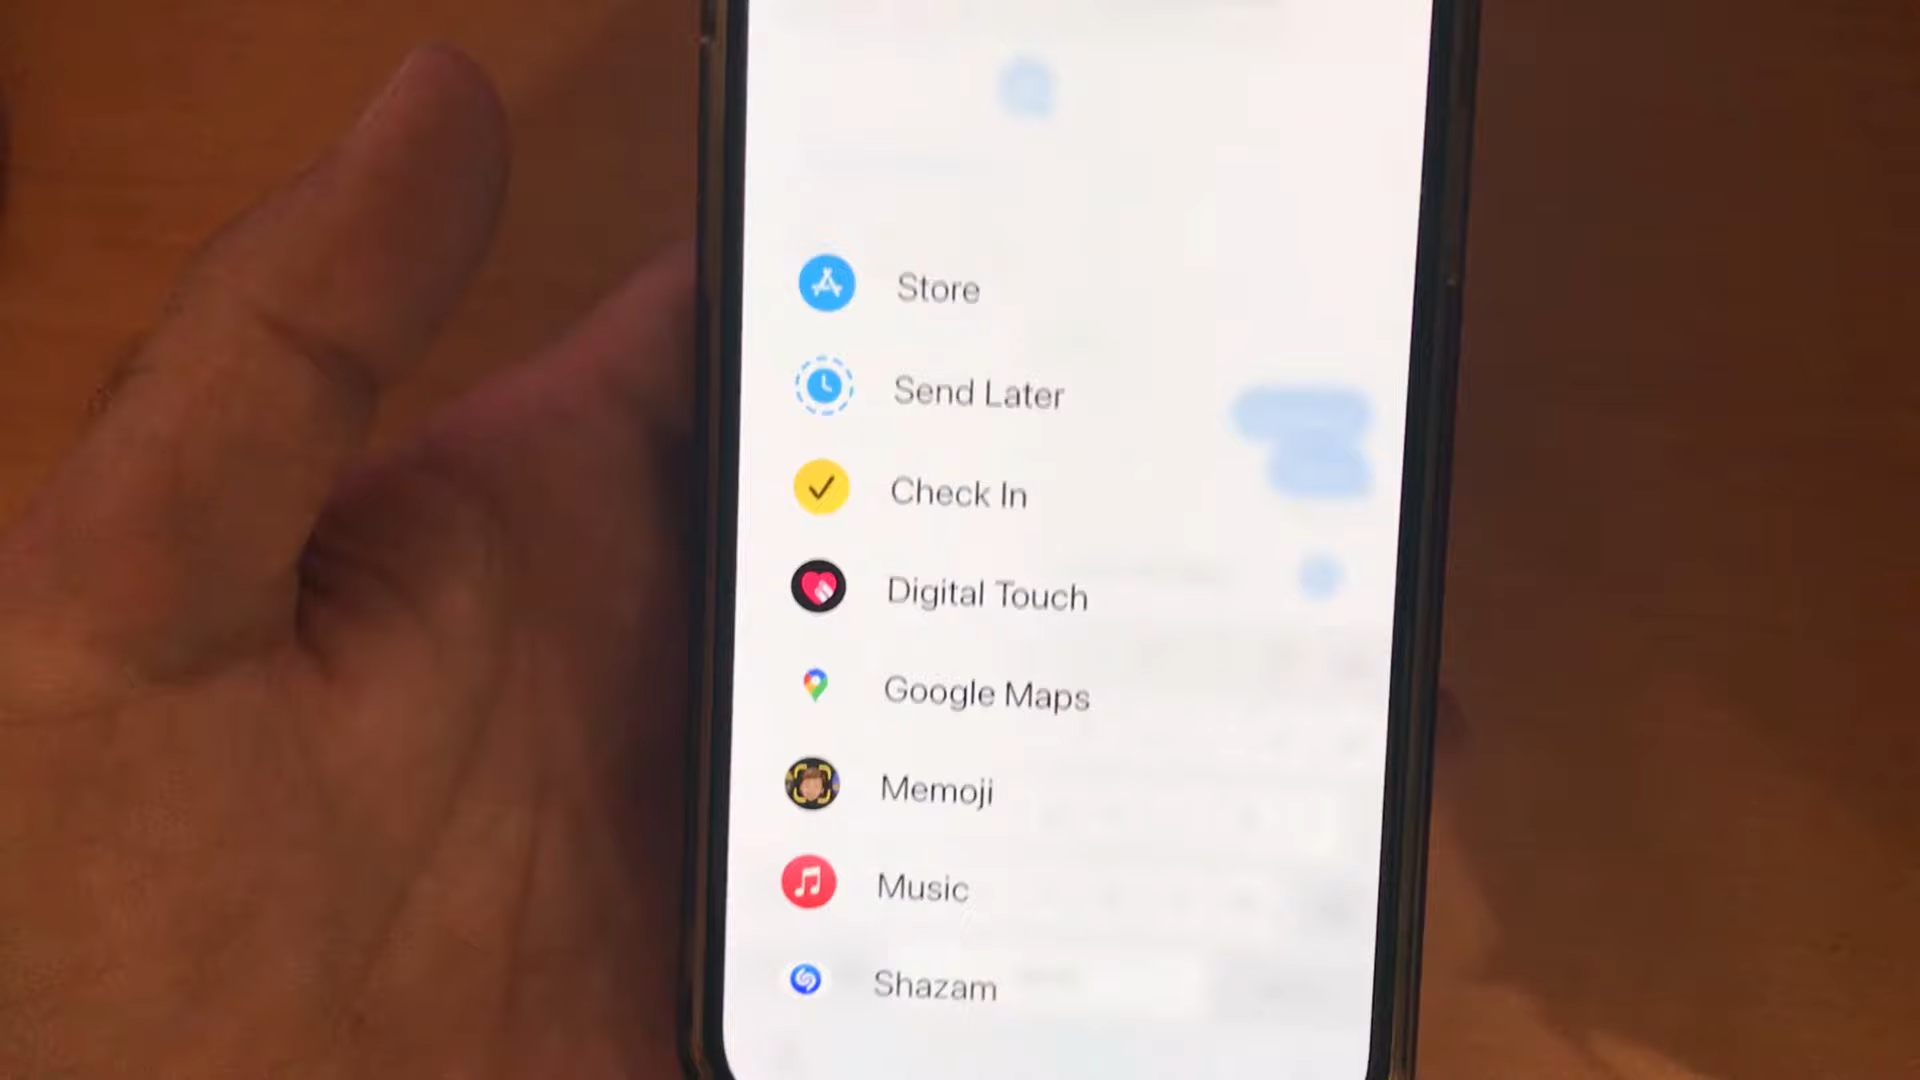 Store
Send Later
Check In
Digital Touch
Google Maps
Memoji
Music
Shazam